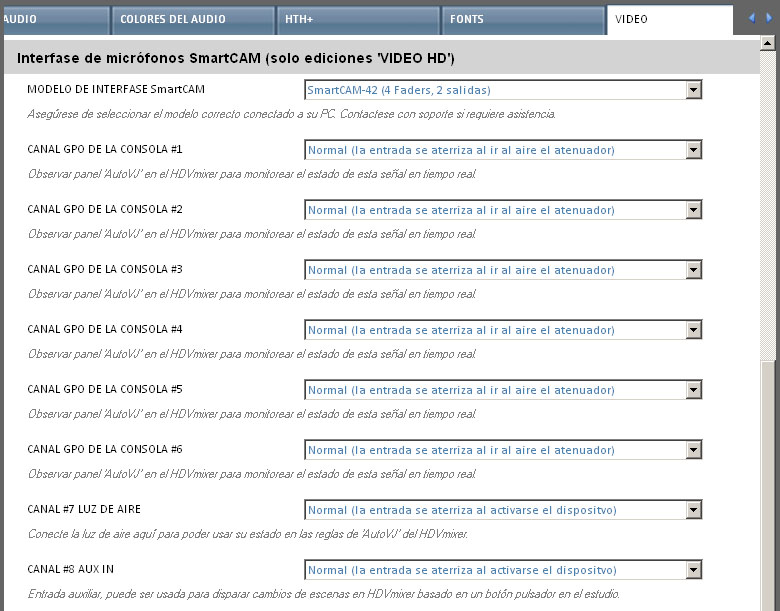 AUDIO
COLORES DEL AUDIO
HTH+
FONTS
VIDEO
Interfase de micrófonos SmartCAM (solo ediciones 'VIDEO HD')
MODELO DE INTERFASE SmartCAM
SmartCAM-42 (4 Faders, 2 salidas)
Asegúrese de seleccionar el modelo correcto conectado a su PC. Contactese con soporte si requiere asistencia.
CANAL GPO DE LA CONSOLA #1
Normal (la entrada se aterriza al ir al aire el atenuador)
Observar panel 'AutoVJ' en el HDVmixer para monitorear el estado de esta señal en tiempo real.
CANAL GPO DE LA CONSOLA #2
Normal (la entrada se aterriza al ir al aire el atenuador)
Observar panel 'AutoVJ' en el HDVmixer para monitorear el estado de esta señal en tiempo real.
CANAL GPO DE LA CONSOLA #3
Normal (la entrada se aterriza al ir al aire el atenuador)
Observar panel 'AutoVJ' en el HDVmixer para monitorear el estado de esta señal en tiempo real.
CANAL GPO DE LA CONSOLA #4
Normal (la entrada se aterriza al ir al aire el atenuador)
Observar panel 'AutoVJ' en el HDVmixer para monitorear el estado de esta señal en tiempo real.
CANAL GPO DE LA CONSOLA #5
Normal (la entrada se aterriza al ir al aire el atenuador)
Observar panel 'AutoVJ' en el HDVmixer para monitorear el estado de esta señal en tiempo real.
CANAL GPO DE LA CONSOLA #6
Normal (la entrada se aterriza al ir al aire el atenuador)
Observar panel 'AutoVJ' en el HDVmixer para monitorear el estado de esta señal en tiempo real.
CANAL #7 LUZ DE AIRE
Normal (la entrada se aterriza al activarse el dispositvo)
Conecte la luz de aire aquí para poder usar su estado en las reglas de 'AutoVJ' del HDVmixer.
CANAL #8 AUX IN
Normal (la entrada se aterriza al activarse el dispositvo)
Entrada auxiliar, puede ser usada para disparar cambios de escenas en HDVmixer basado en un botón pulsador en el estudio.